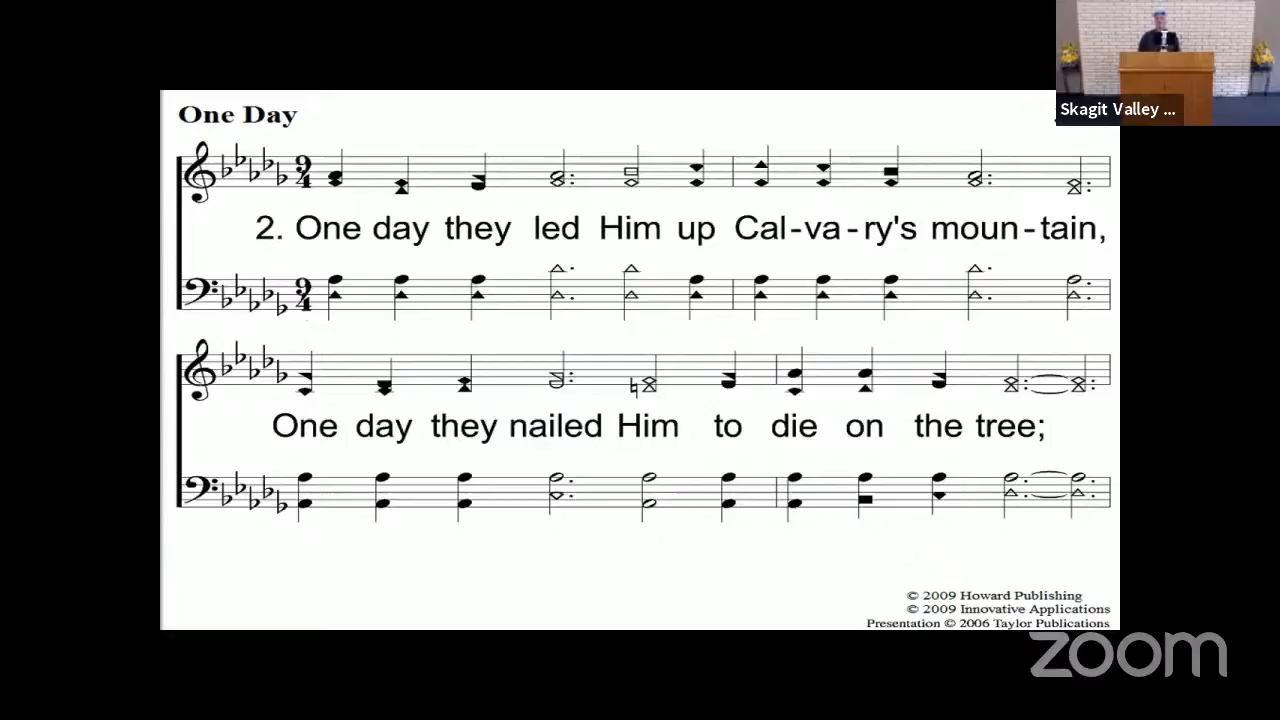 Skagit Valley ...
One Day
2. One day they led Him up Cal-va-ry's moun-tain,
One day they nailed Him to die on the tree;
© 2009 Howard Publishing
© 2009 Innovative Applications
Presentation © 2006 Taylor Publications
zoom